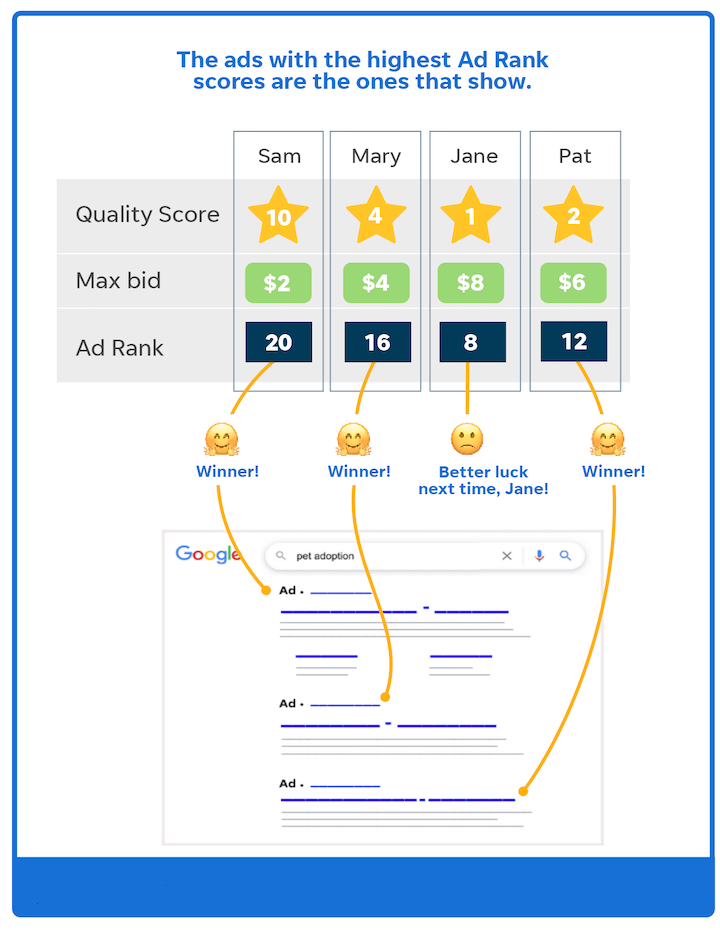 The ads with the highest Ad Rank
scores are the ones that show.
Sam Mary Jane Pat
Quality Score 10 4 1 2
Max bid $2 $4 $8 $6
Ad Rank 20 16 8 12
Winner! Winner! Better luck Winner!
next time, Jane!
Google pet adoption
Ad ·
Ad ·
Ad ·